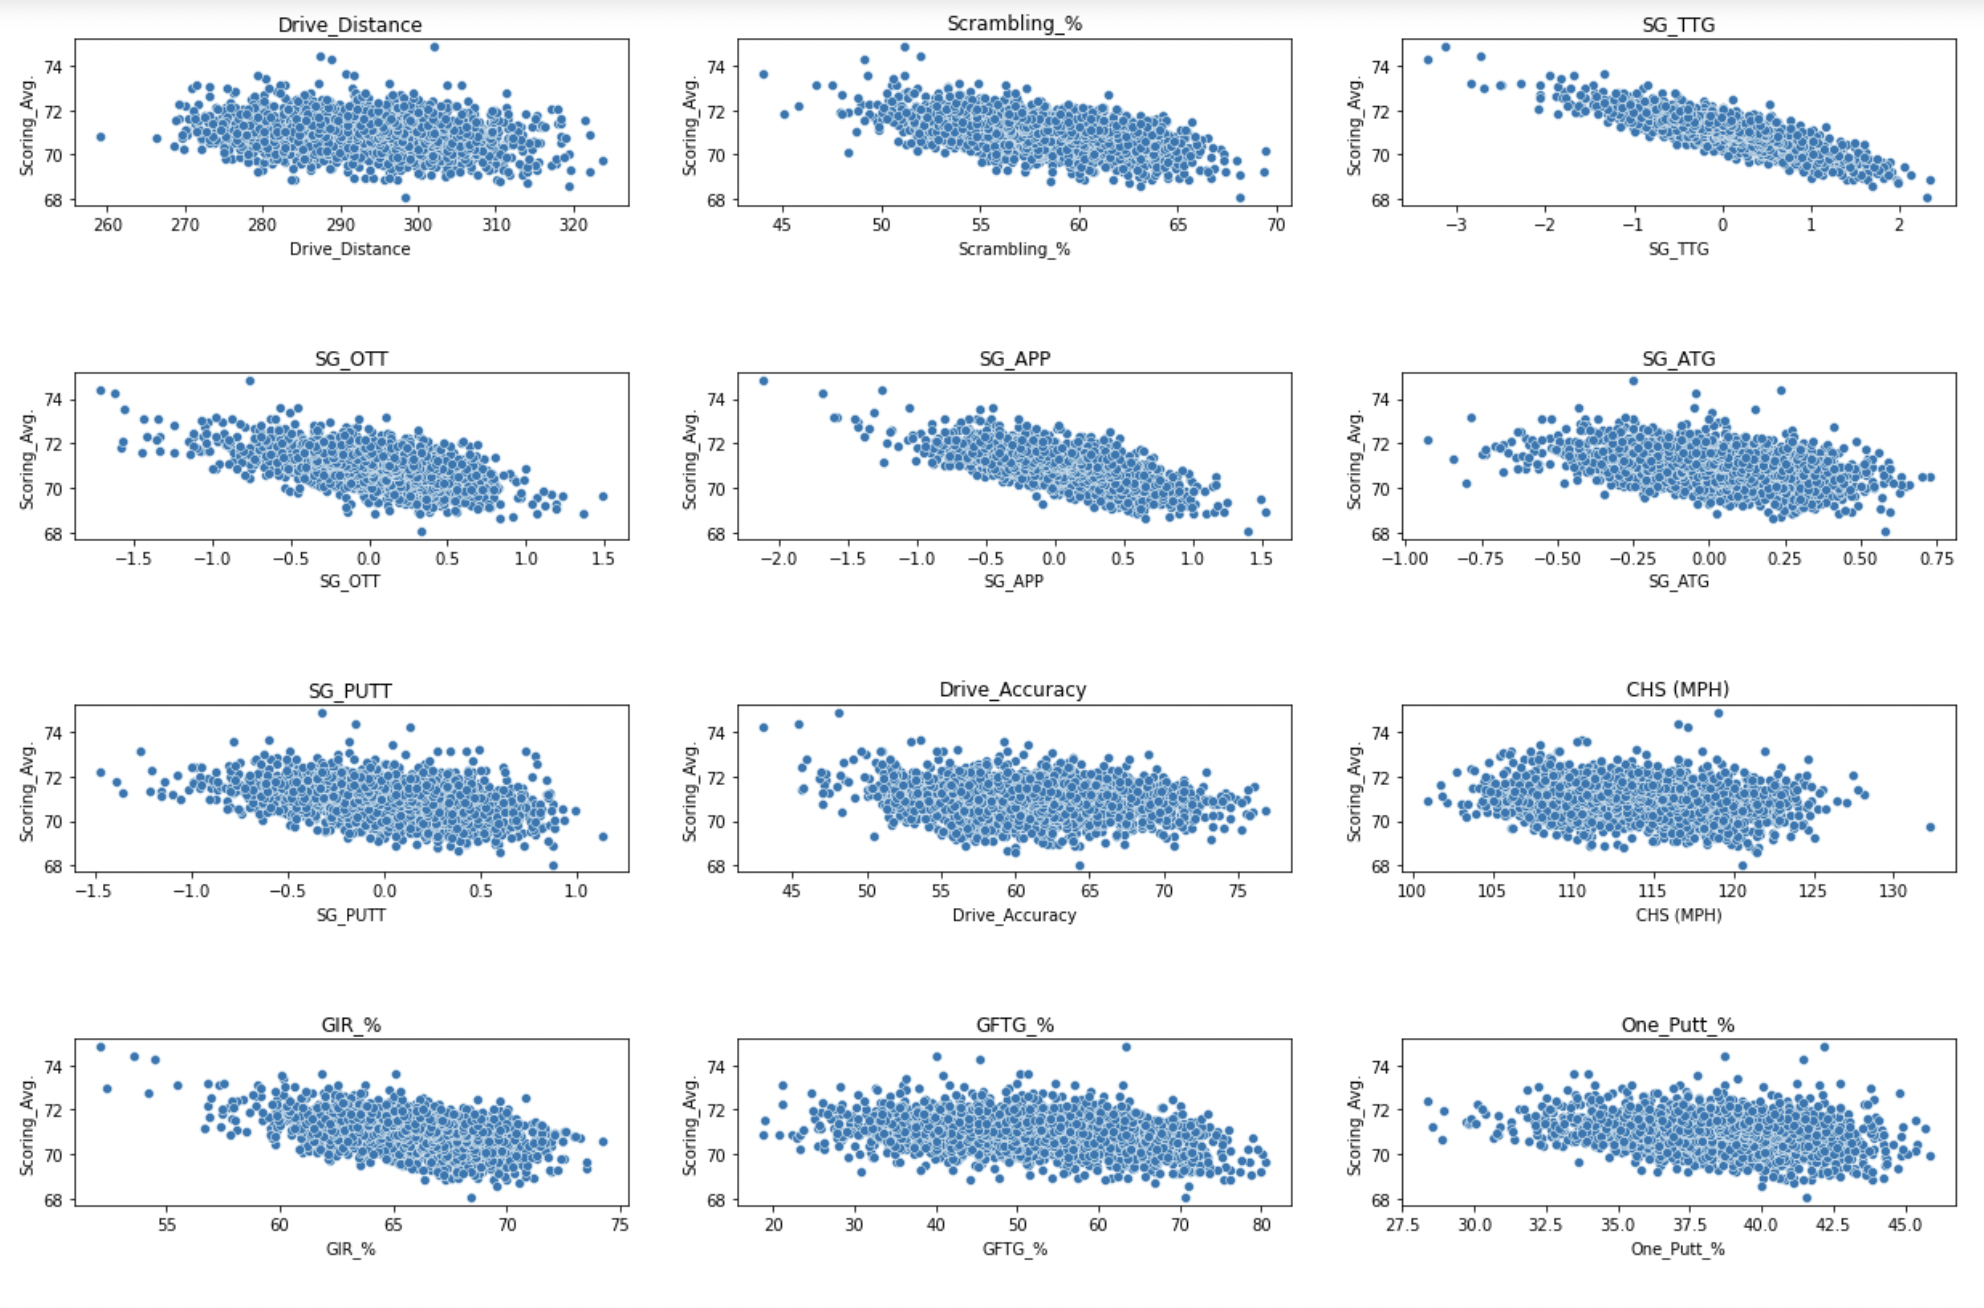 Drive_Distance
Scoring_Avg.
74
72
70
68
260 270 280 290 300 310 320
Drive_Distance
Scrambling_%
Scoring_Avg.
74
72
70
68
45 50 55 60 65 70
Scrambling_%
SG_TTG
Scoring_Avg.
74
72
70
68
−3 −2 −1 0 1 2
SG_TTG
SG_OTT
Scoring_Avg.
74
72
70
68
−1.5 −1.0 −0.5 0.0 0.5 1.0 1.5
SG_OTT
SG_APP
Scoring_Avg.
74
72
70
68
−2.0 −1.5 −1.0 −0.5 0.0 0.5 1.0 1.5
SG_APP
SG_ATG
Scoring_Avg.
74
72
70
68
−1.00 −0.75 −0.50 −0.25 0.00 0.25 0.50 0.75
SG_ATG
SG_PUTT
Scoring_Avg.
74
72
70
68
−1.5 −1.0 −0.5 0.0 0.5 1.0
SG_PUTT
Drive_Accuracy
Scoring_Avg.
74
72
70
68
45 50 55 60 65 70 75
Drive_Accuracy
CHS (MPH)
Scoring_Avg.
74
72
70
68
100 105 110 115 120 125 130
CHS (MPH)
GIR_%
Scoring_Avg.
74
72
70
68
55 60 65 70 75
GIR_%
GFTG_%
Scoring_Avg.
74
72
70
68
20 30 40 50 60 70 80
GFTG_%
One_Putt_%
Scoring_Avg.
74
72
70
68
27.5 30.0 32.5 35.0 37.5 40.0 42.5 45.0
One_Putt_%